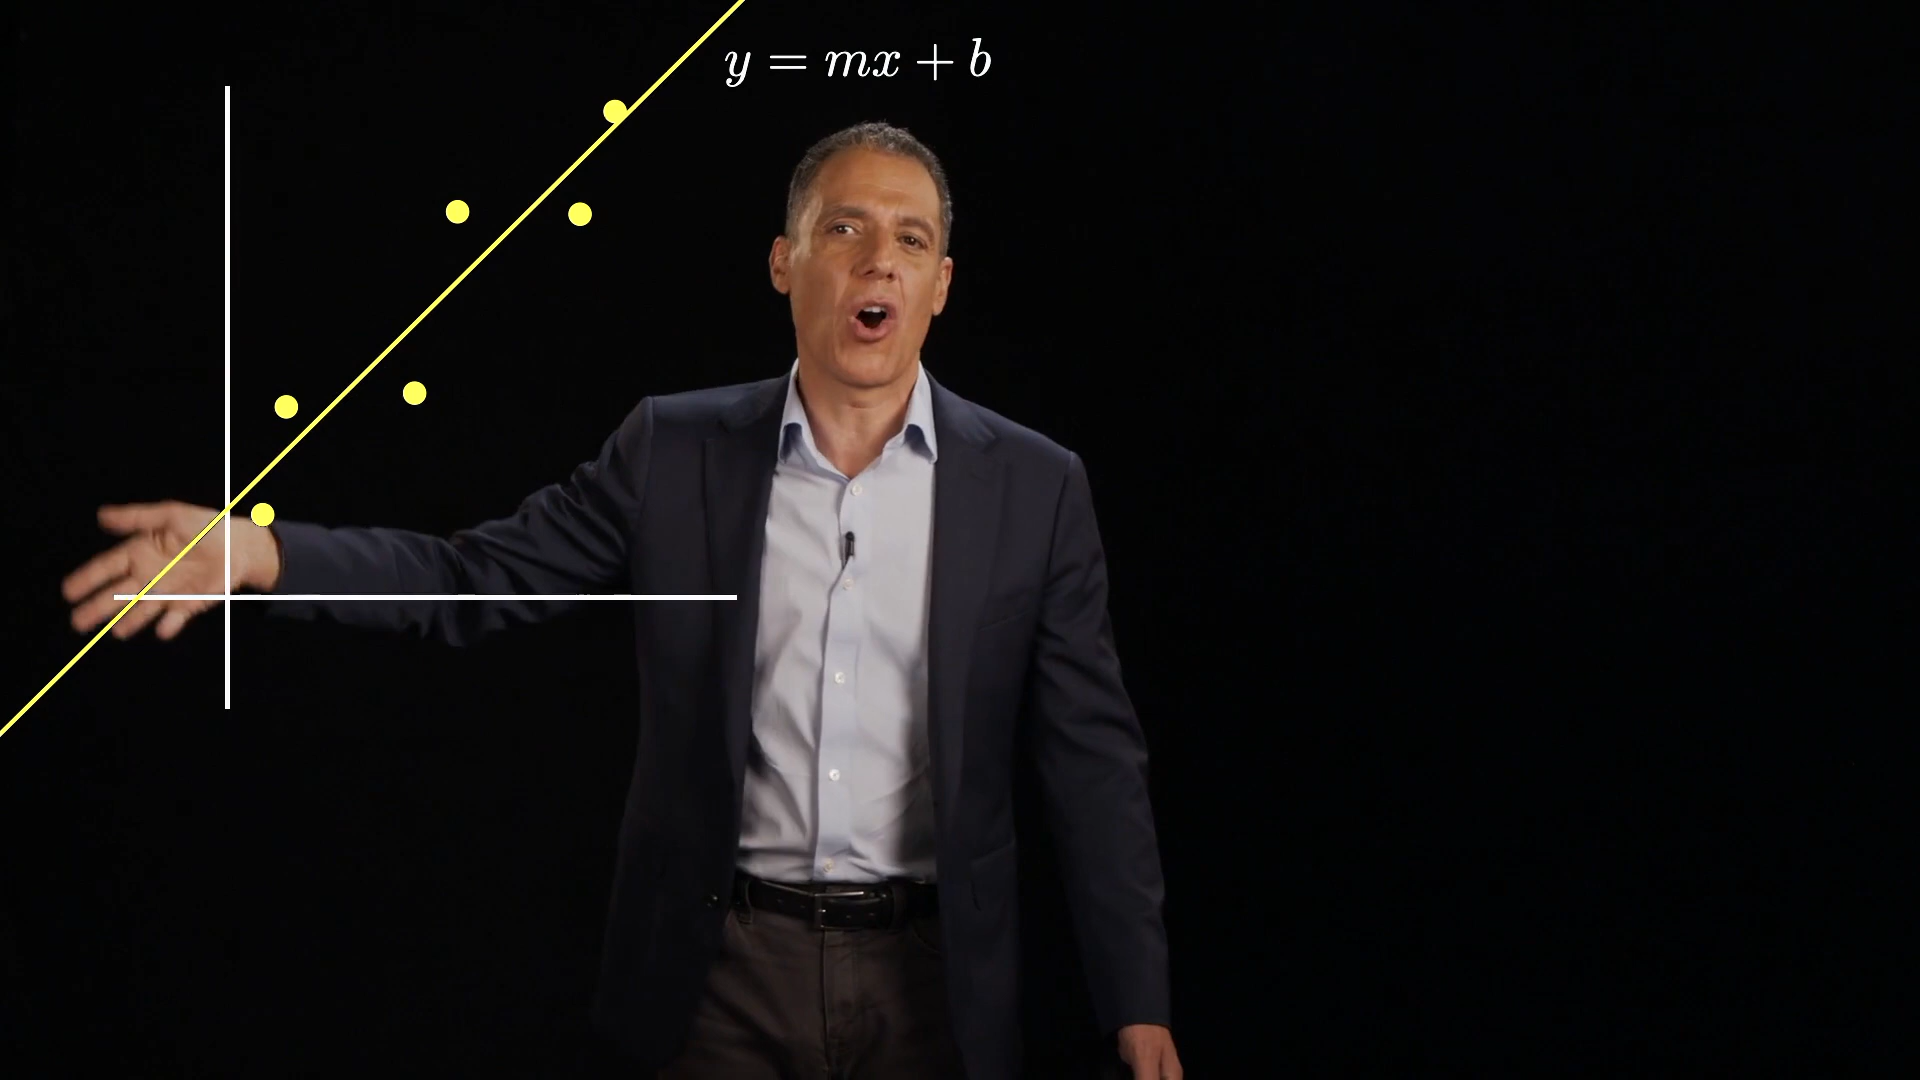 y = mx + b